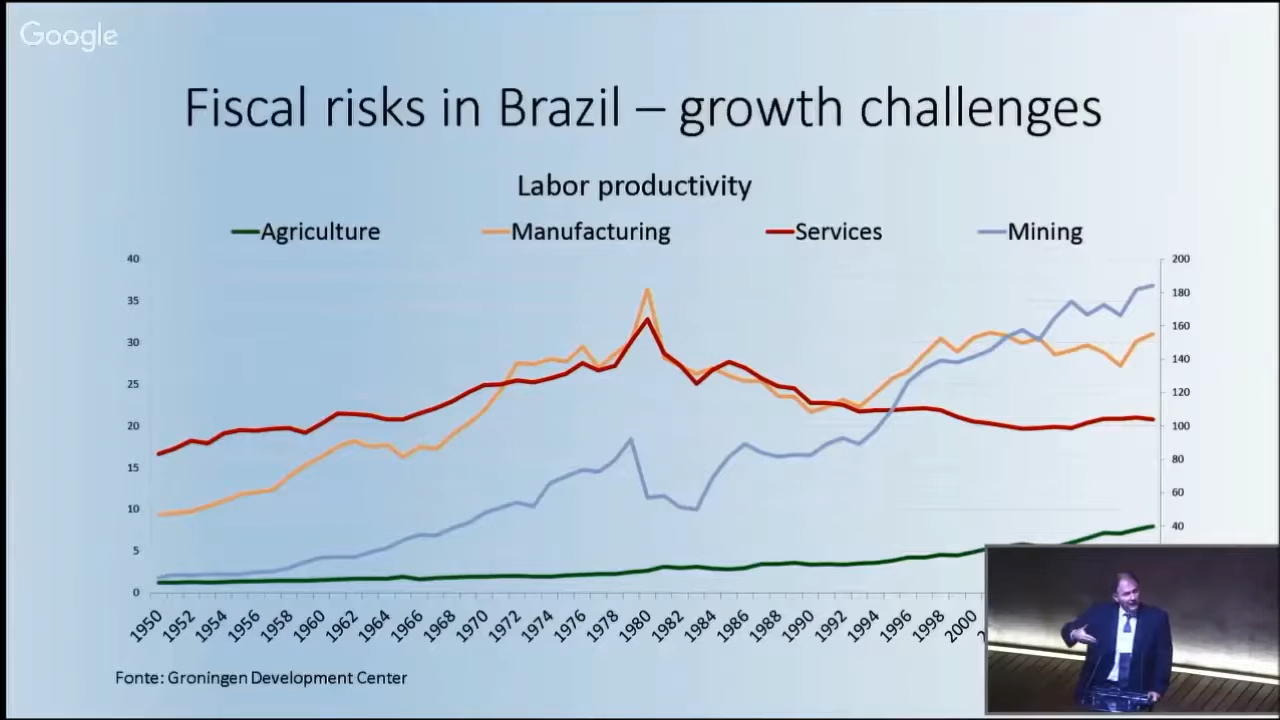 Google
Fiscal risks in Brazil – growth challenges
Labor productivity
Agriculture Manufacturing Services Mining
40 200
35 180
30 160
25 140
20 120
15 100
10 80
5 60
0 40
1950 1952 1954 1956 1958 1960 1962 1964 1966 1968 1970 1972 1974 1976 1978 1980 1982 1984 1986 1988 1990 1992 1994 1996 1998 2000
Fonte: Groningen Development Center